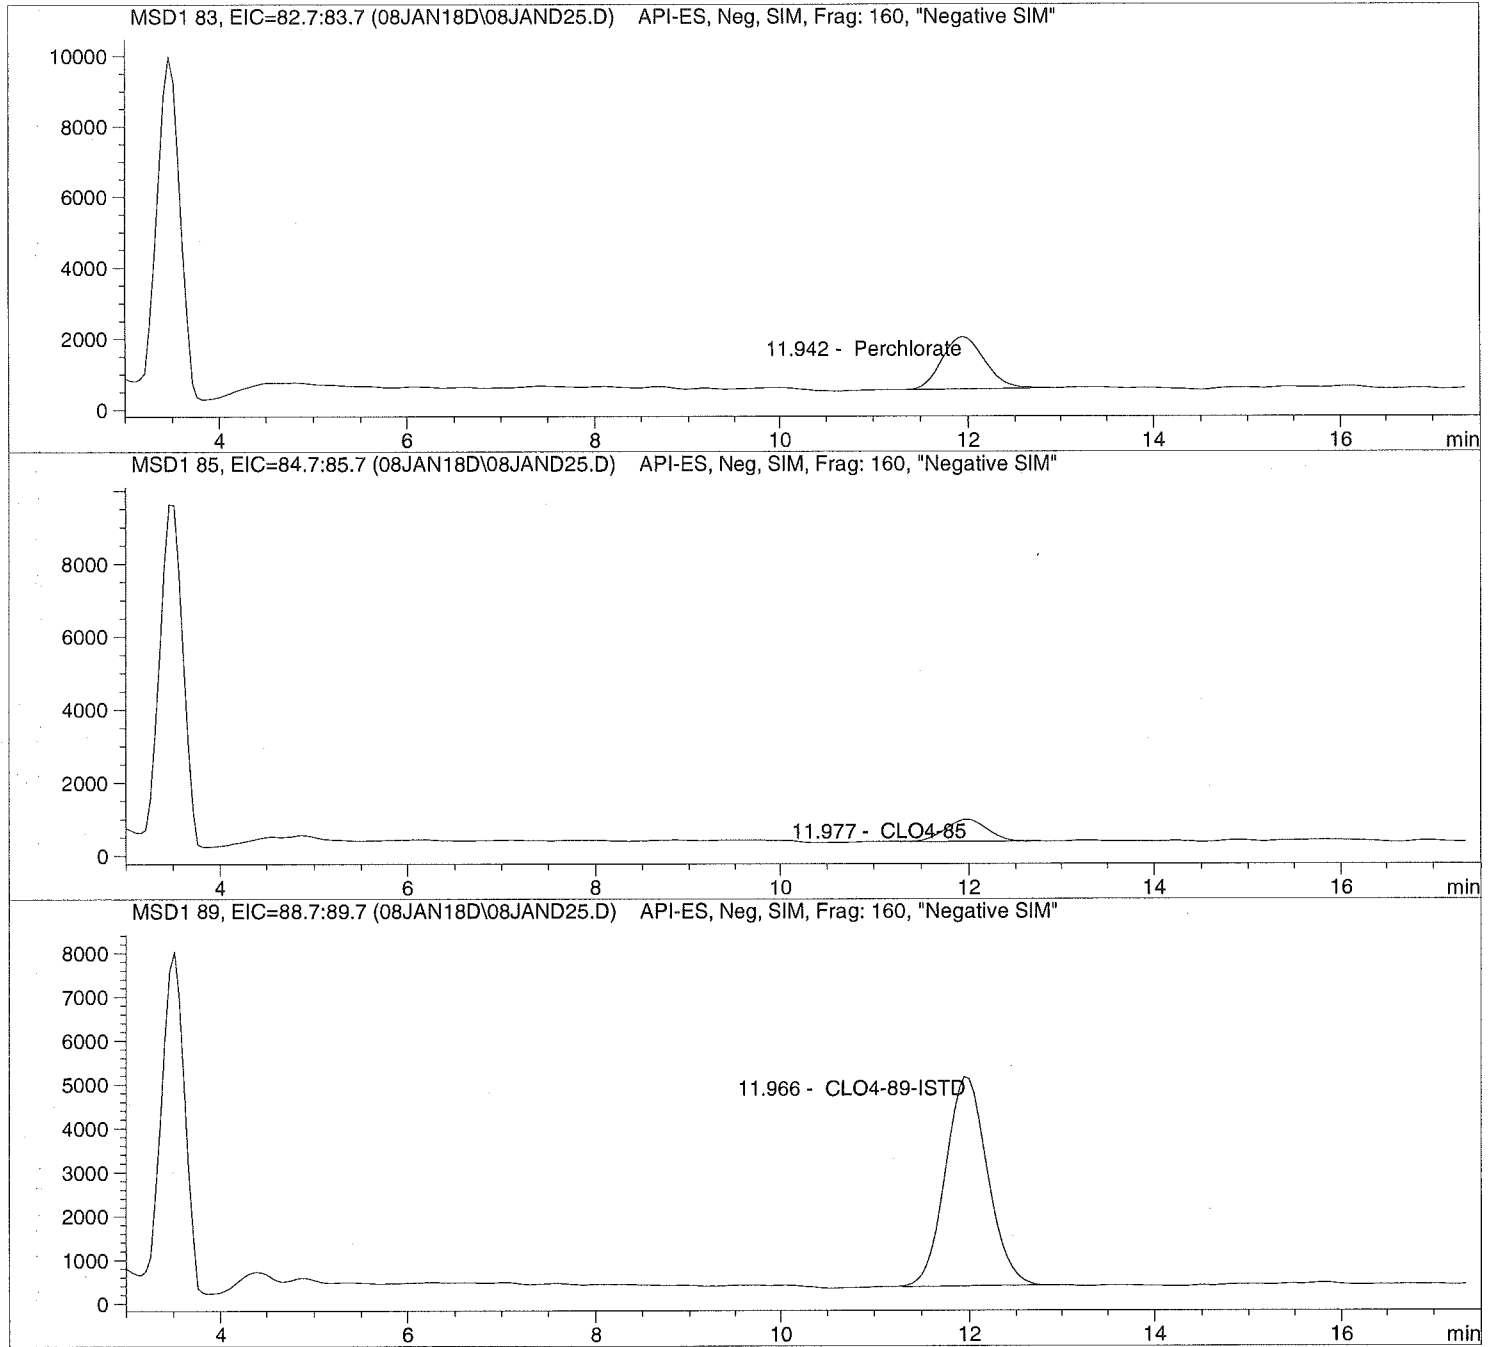 MSD1 83, EIC=82.7:83.7 (08JAN18D\08JAND25.D) API-ES, Neg, SIM, Frag: 160, "Negative SIM"
10000
8000
6000
4000
2000
0
11.942 - Perchlorate
4 6 8 10 12 14 16 min
MSD1 85, EIC=84.7:85.7 (08JAN18D\08JAND25.D) API-ES, Neg, SIM, Frag: 160, "Negative SIM"
8000
6000
4000
2000
0
11.977 - CLO4-85
4 6 8 10 12 14 16 min
MSD1 89, EIC=88.7:89.7 (08JAN18D\08JAND25.D) API-ES, Neg, SIM, Frag: 160, "Negative SIM"
8000
7000
6000
5000
4000
3000
2000
1000
0
11.966 - CLO4-89-ISTD
4 6 8 10 12 14 16 min